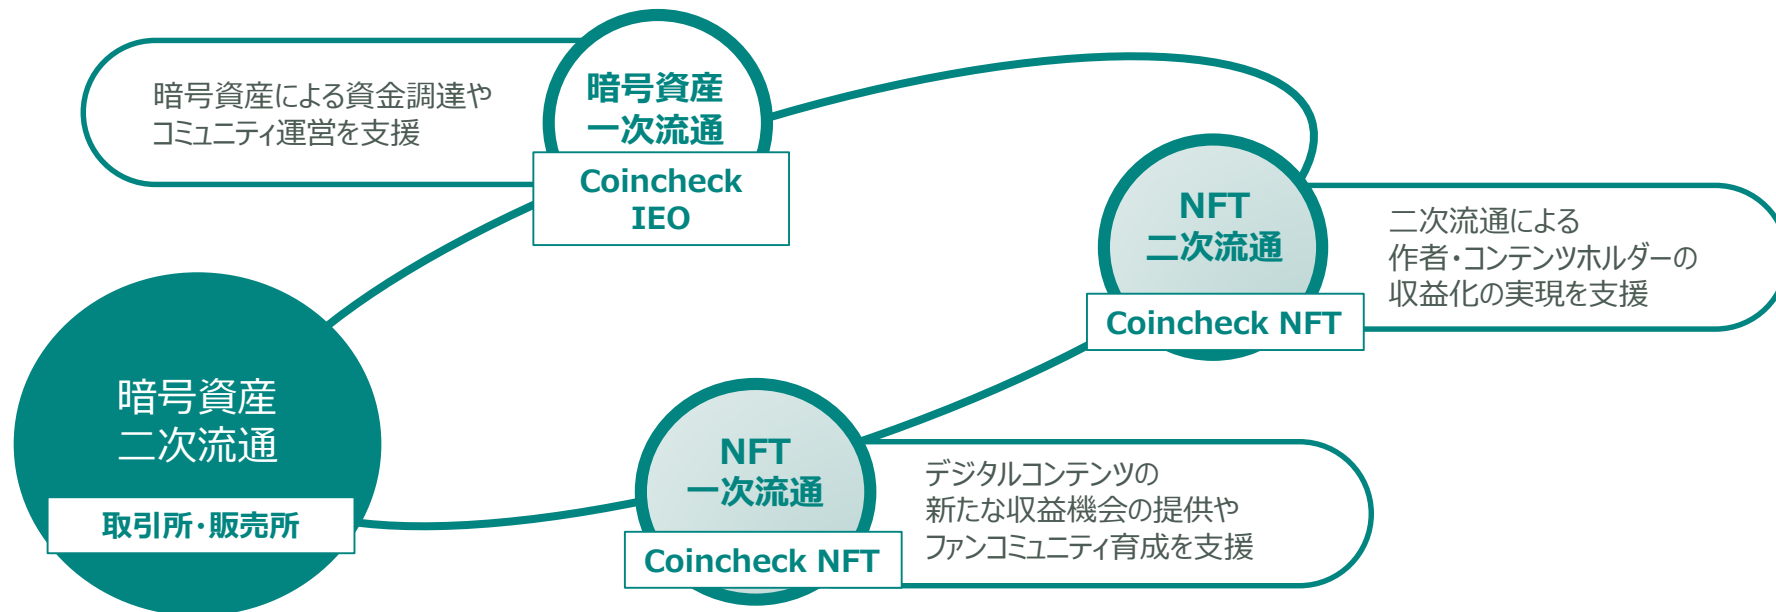 暗号資産による資金調達や
コミュニティ運営を支援
暗号資産
一次流通
Coincheck
IEO
NFT
二次流通
Coincheck NFT
二次流通による
作者・コンテンツホルダーの
収益化の実現を支援
暗号資産
二次流通
取引所・販売所
NFT
一次流通
Coincheck NFT
デジタルコンテンツの
新たな収益機会の提供や
ファンコミュニティ育成を支援